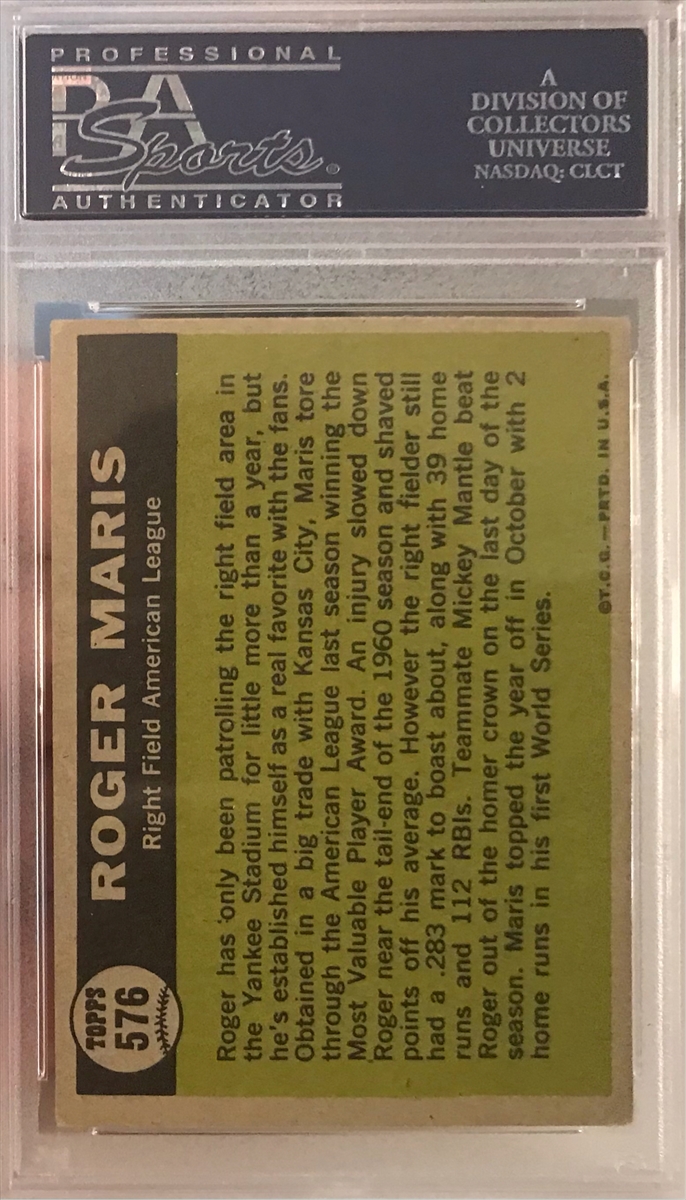 PROFESSIONAL
PSA
Sports
AUTHENTICATOR
A
DIVISION OF
COLLECTORS
UNIVERSE
NASDAQ: CLCT
TOPPS
576
ROGER MARIS
Right Field American League
Roger has only been patrolling the right field area in
the Yankee Stadium for little more than a year, but
he's established himself as a real favorite with the fans.
Obtained in a big trade with Kansas City, Maris tore
through the American League last season winning the
Most Valuable Player Award. An injury slowed down
Roger near the tail-end of the 1960 season and shaved
points off his average. However the right fielder still
had a .283 mark to boast about, along with 39 home
runs and 112 RBIs. Teammate Mickey Mantle beat
Roger out of the homer crown on the last day of the
season. Maris topped the year off in October with 2
home runs in his first World Series.
©T.C.G.—PRTD. IN U.S.A.